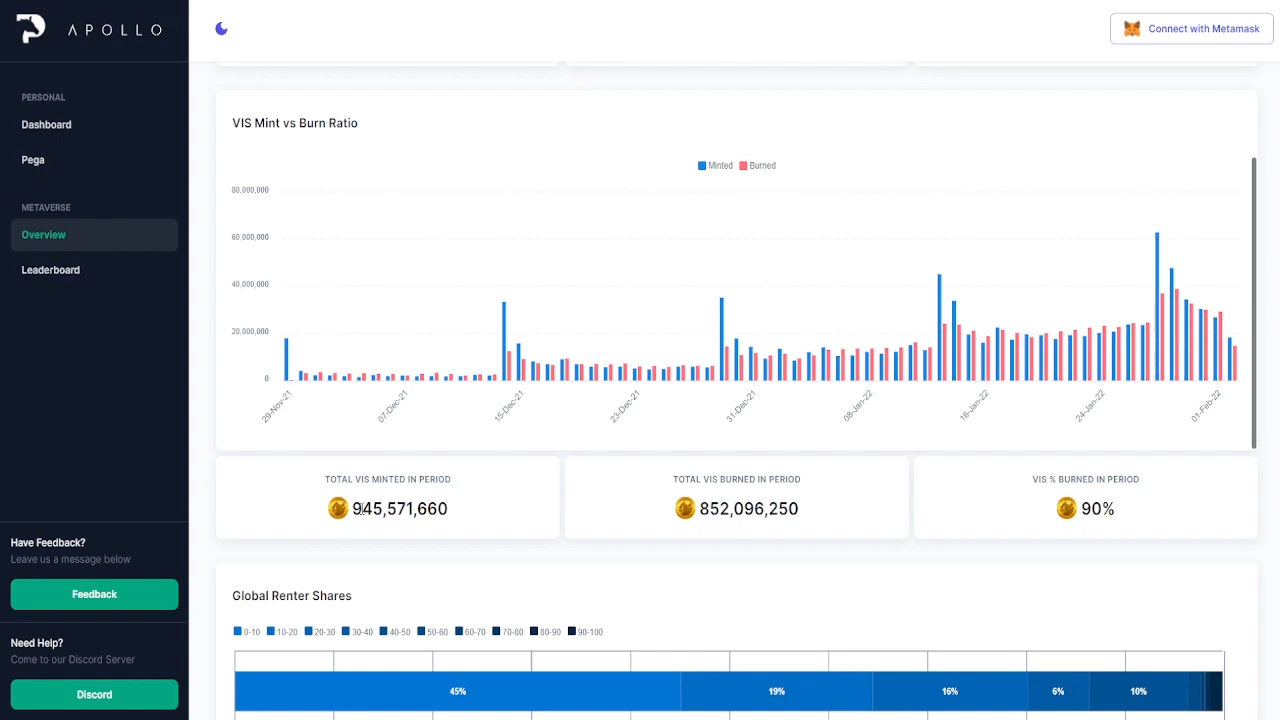 APOLLO
Connect with Metamask
PERSONAL
Dashboard
Pega
METAVERSE
Overview
Leaderboard
Have Feedback?
Leave us a message below
Feedback
Need Help?
Come to our Discord Server
Discord
VIS Mint vs Burn Ratio
Minted Burned
80,000,000
60,000,000
40,000,000
20,000,000
0
29-Nov-21 07-Dec-21 15-Dec-21 23-Dec-21 31-Dec-21 08-Jan-22 16-Jan-22 24-Jan-22 01-Feb-22
TOTAL VIS MINTED IN PERIOD
945,571,660
TOTAL VIS BURNED IN PERIOD
852,096,250
VIS % BURNED IN PERIOD
90%
Global Renter Shares
0-10 10-20 20-30 30-40 40-50 50-60 60-70 70-80 80-90 90-100
45% 19% 16% 6% 10%